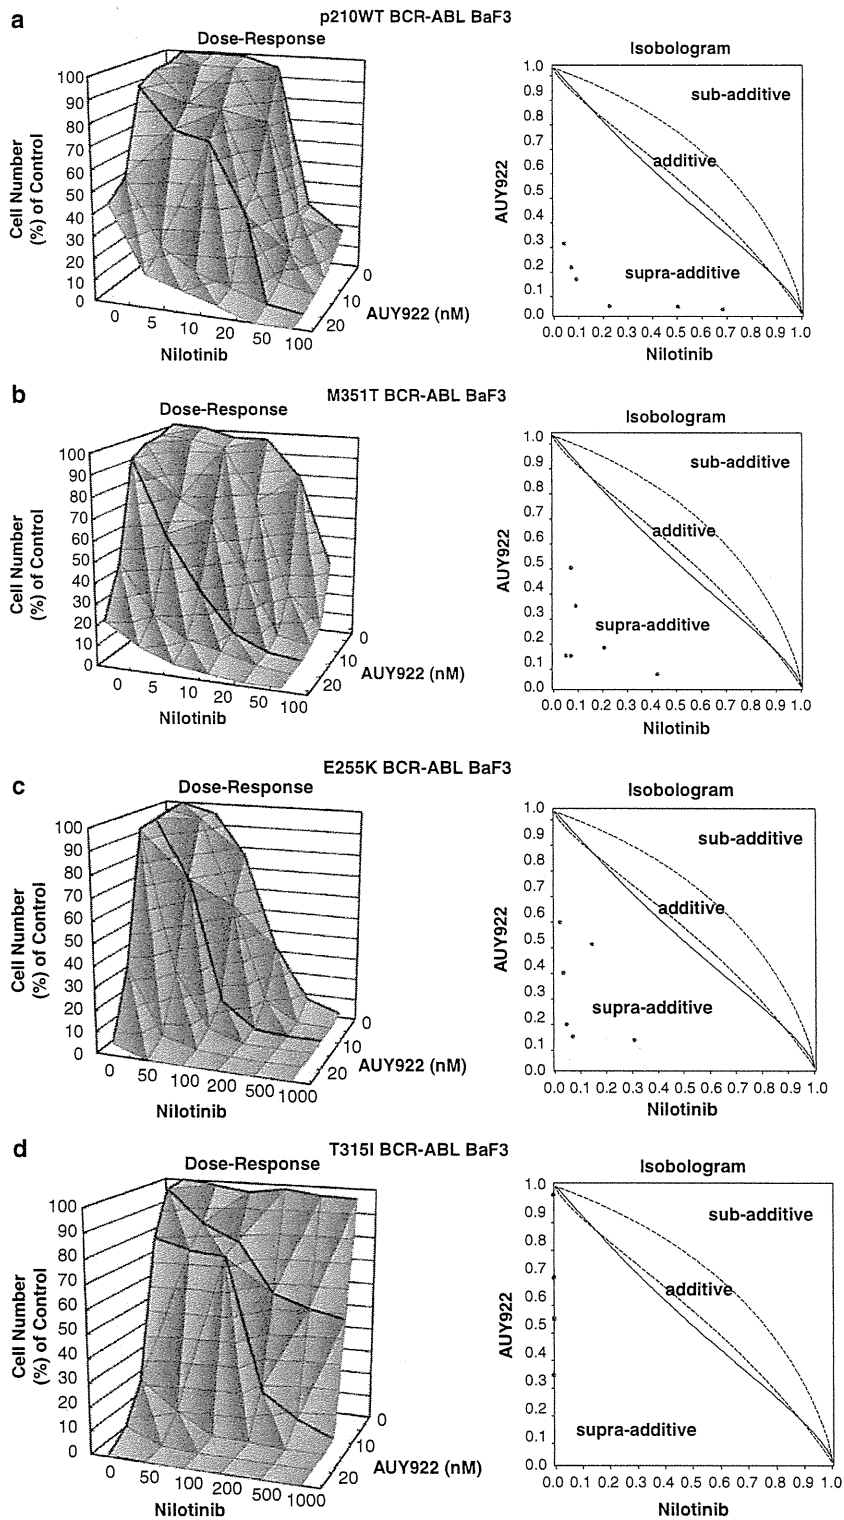 a
p210WT BCR-ABL BaF3
Dose-Response
Cell Number
(%) of Control
100
90
80
70
60
50
40
30
20
10
0
0
5
10
20
50
100
Nilotinib
0
10
20
AUY922 (nM)
Isobologram
sub-additive
additive
supra-additive
AUY922
1.0
0.9
0.8
0.7
0.6
0.5
0.4
0.3
0.2
0.1
0.0
0.0 0.1 0.2 0.3 0.4 0.5 0.6 0.7 0.8 0.9 1.0
Nilotinib
b
M351T BCR-ABL BaF3
Dose-Response
Cell Number
(%) of Control
100
90
80
70
60
50
40
30
20
10
0
0
5
10
20
50
100
Nilotinib
0
10
20
AUY922 (nM)
Isobologram
sub-additive
additive
supra-additive
AUY922
1.0
0.9
0.8
0.7
0.6
0.5
0.4
0.3
0.2
0.1
0.0
0.0 0.1 0.2 0.3 0.4 0.5 0.6 0.7 0.8 0.9 1.0
Nilotinib
c
E255K BCR-ABL BaF3
Dose-Response
Cell Number
(%) of Control
100
90
80
70
60
50
40
30
20
10
0
0
50
100
200
500
1000
Nilotinib
0
10
20
AUY922 (nM)
Isobologram
sub-additive
additive
supra-additive
AUY922
1.0
0.9
0.8
0.7
0.6
0.5
0.4
0.3
0.2
0.1
0.0
0.0 0.1 0.2 0.3 0.4 0.5 0.6 0.7 0.8 0.9 1.0
Nilotinib
d
T315I BCR-ABL BaF3
Dose-Response
Cell Number
(%) of Control
100
90
80
70
60
50
40
30
20
10
0
0
50
100
200
500
1000
Nilotinib
0
10
20
AUY922 (nM)
Isobologram
sub-additive
additive
supra-additive
AUY922
1.0
0.9
0.8
0.7
0.6
0.5
0.4
0.3
0.2
0.1
0.0
0.0 0.1 0.2 0.3 0.4 0.5 0.6 0.7 0.8 0.9 1.0
Nilotinib